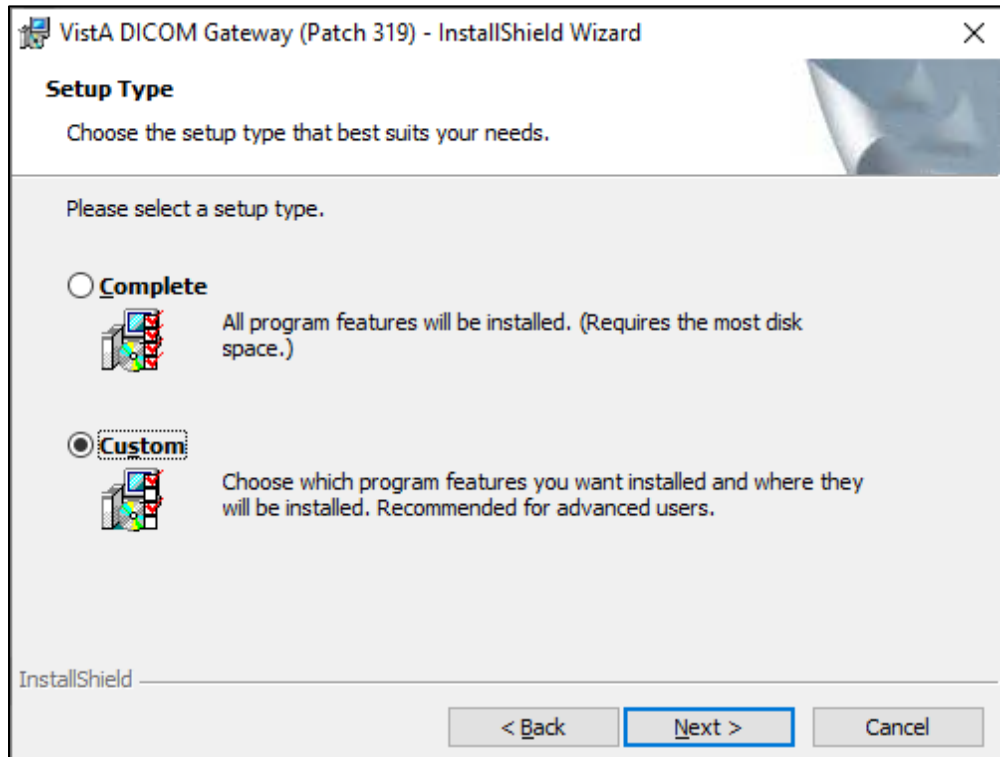 VistA DICOM Gateway (Patch 319) - InstallShield Wizard
Setup Type
Choose the setup type that best suits your needs.
Please select a setup type.
Complete
All program features will be installed. (Requires the most disk
space.)
Custom
Choose which program features you want installed and where they
will be installed. Recommended for advanced users.
InstallShield
< Back
Next >
Cancel